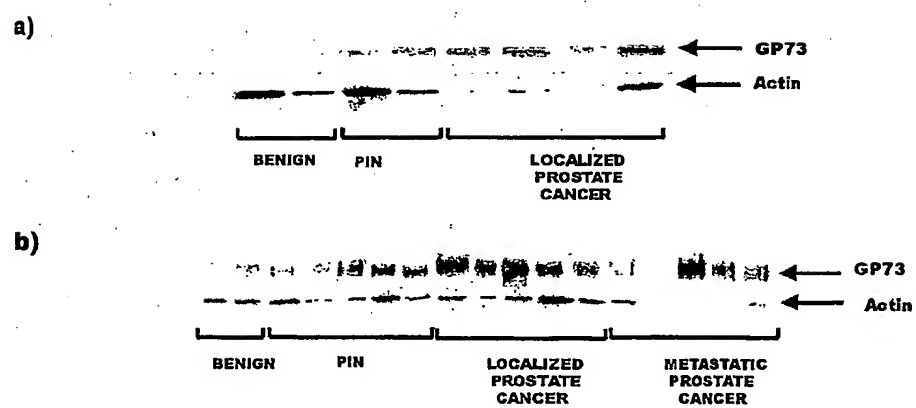 a)
GP73
Actin
BENIGN
PIN
LOCALIZED
PROSTATE
CANCER
b)
GP73
Actin
BENIGN
PIN
LOCALIZED
PROSTATE
CANCER
METASTATIC
PROSTATE
CANCER